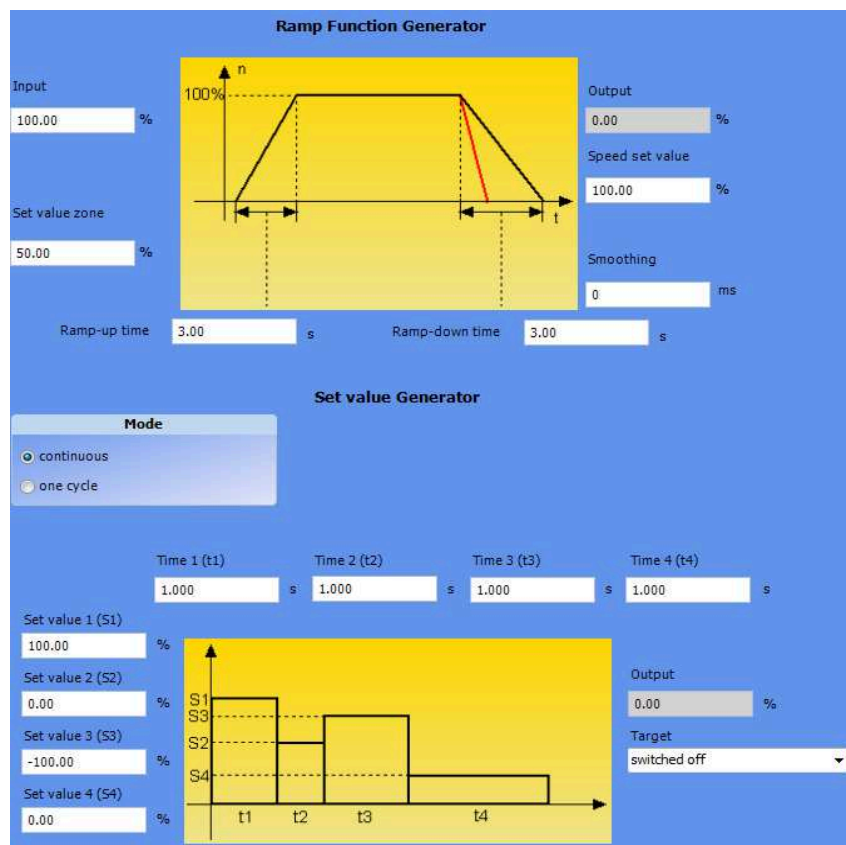 Ramp Function Generator
Input
100.00 %
Set value zone
50.00 %
n
100%
t
Output
0.00 %
Speed set value
100.00 %
Smoothing
0 ms
Ramp-up time 3.00 s Ramp-down time 3.00 s
Set value Generator
Mode
continuous
one cycle
Time 1 (t1) Time 2 (t2) Time 3 (t3) Time 4 (t4)
1.000 s 1.000 s 1.000 s 1.000 s
Set value 1 (S1)
100.00 %
Set value 2 (S2)
0.00 %
Set value 3 (S3)
-100.00 %
Set value 4 (S4)
0.00 %
S1
S3
S2
S4
t1 t2 t3 t4
Output
0.00 %
Target
switched off